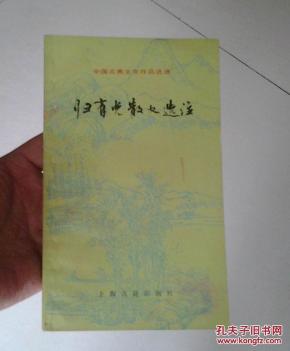 中国古典文学作品选读
归有光散文选注
上海古籍出版社
孔夫子旧书网